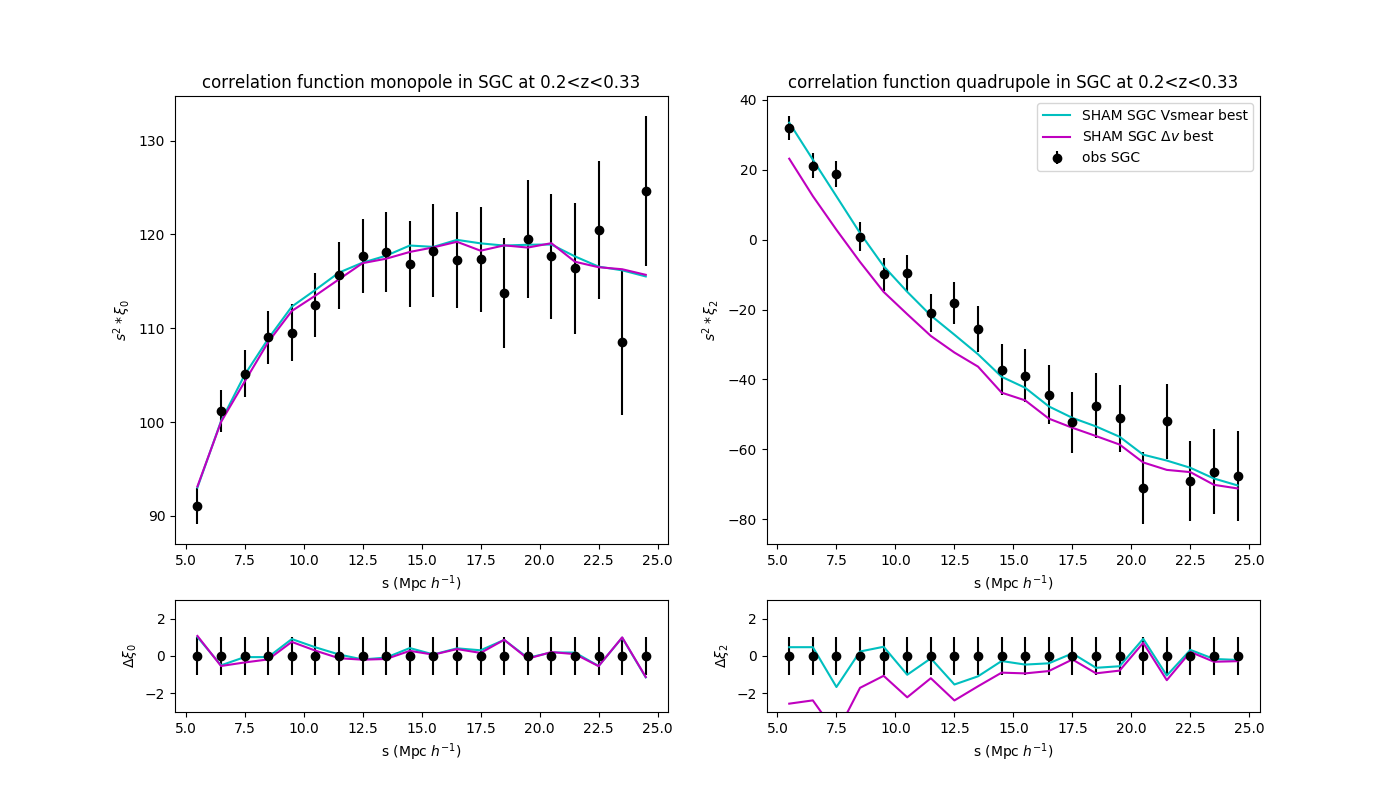 correlation function monopole in SGC at 0.2<z<0.33
130
120
110
100
90
s² * ξ₀
5.0 7.5 10.0 12.5 15.0 17.5 20.0 22.5 25.0
s (Mpc h⁻¹)
2
0
−2
Δξ₀
5.0 7.5 10.0 12.5 15.0 17.5 20.0 22.5 25.0
s (Mpc h⁻¹)
correlation function quadrupole in SGC at 0.2<z<0.33
SHAM SGC Vsmear best
SHAM SGC Δv best
obs SGC
40
20
0
−20
−40
−60
−80
s² * ξ₂
5.0 7.5 10.0 12.5 15.0 17.5 20.0 22.5 25.0
s (Mpc h⁻¹)
2
0
−2
Δξ₂
5.0 7.5 10.0 12.5 15.0 17.5 20.0 22.5 25.0
s (Mpc h⁻¹)